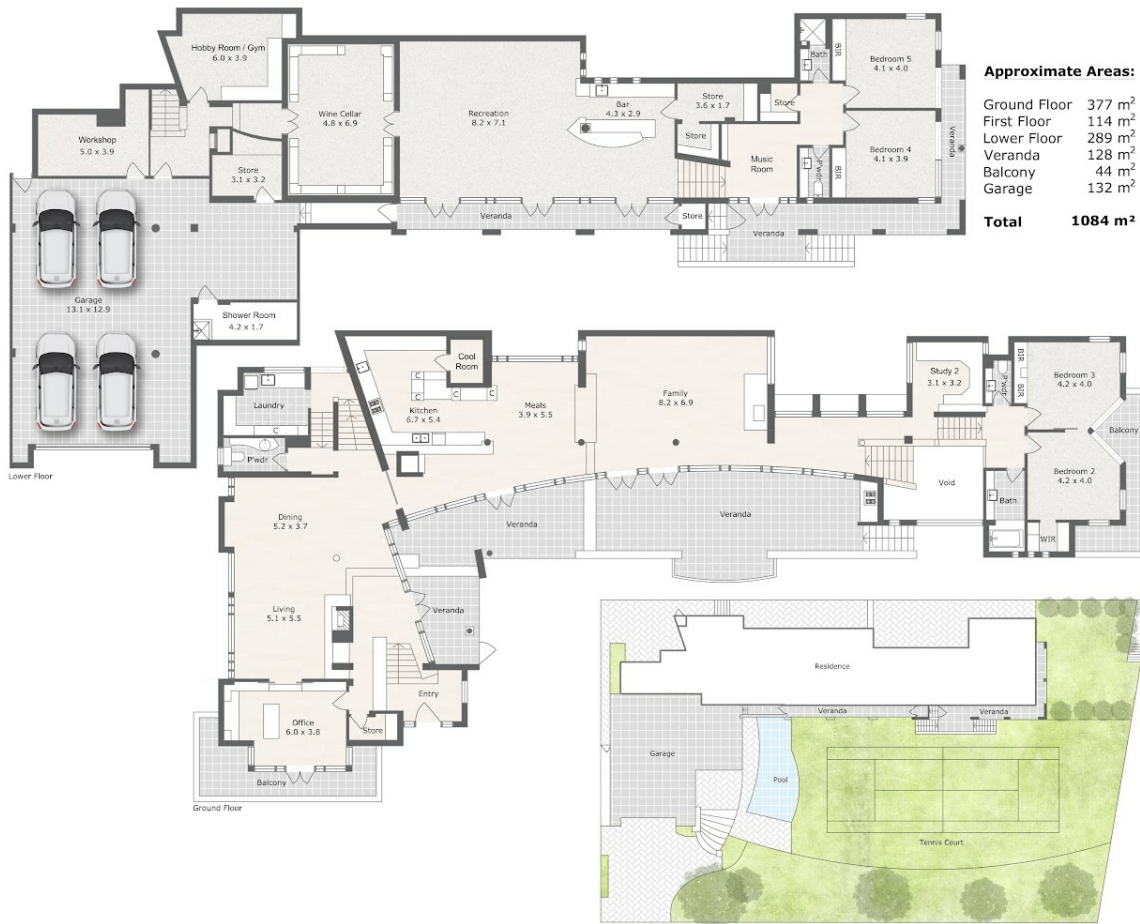 Hobby Room / Gym
6.0 x 3.9
Workshop
5.0 x 3.9
Store
3.1 x 3.2
Wine Cellar
4.8 x 6.9
Recreation
8.2 x 7.1
Bar
4.3 x 2.9
Store
3.6 x 1.7
Store
Store
Music
Room
Bath
BIR
Bedroom 5
4.1 x 4.0
P'wdr
BIR
Bedroom 4
4.1 x 3.9
Veranda
Veranda
Store
Veranda
Garage
13.1 x 12.9
Shower Room
4.2 x 1.7
Lower Floor
Approximate Areas:
Ground Floor 377 m²
First Floor 114 m²
Lower Floor 289 m²
Veranda 128 m²
Balcony 44 m²
Garage 132 m²
Total 1084 m²
Laundry
C
P'wdr
Kitchen
6.7 x 5.4
C
C
C
Cool
Room
Meals
3.9 x 5.5
Family
8.2 x 6.9
Study 2
3.1 x 3.2
P'wdr
BIR
BIR
Bedroom 3
4.2 x 4.0
Balcony
Bedroom 2
4.2 x 4.0
Void
Bath
WIR
Dining
5.2 x 3.7
Veranda
Veranda
Living
5.1 x 5.5
Veranda
Entry
Office
6.0 x 3.8
Store
Balcony
Ground Floor
Residence
Veranda
Veranda
Garage
Pool
Tennis Court